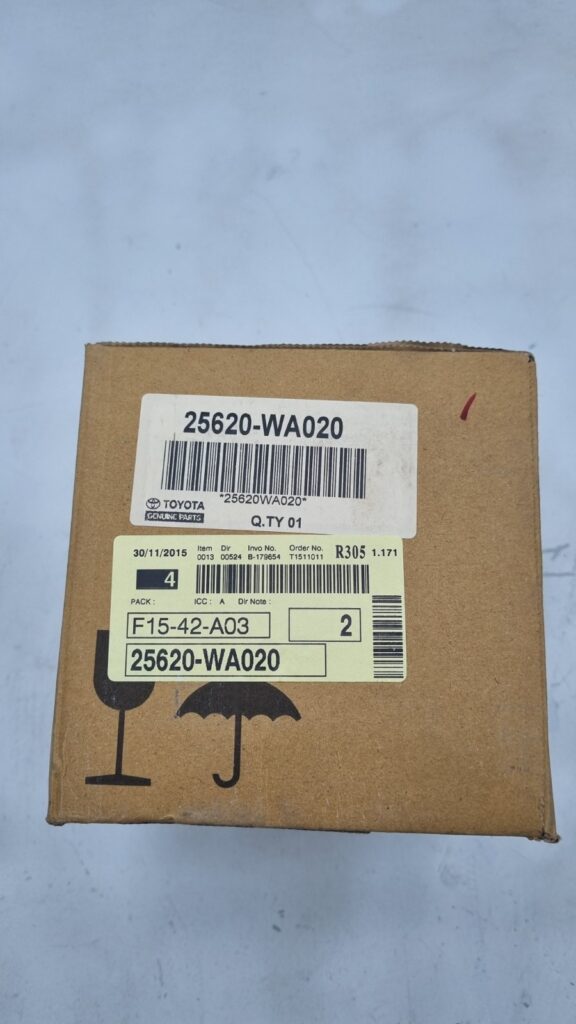 25620-WA020
*25620WA020*
TOYOTA
GENUINE PARTS
Q.TY 01
30/11/2015 Item Dir Invo No. Order No. R305 1.171
0013 00524 B-179654 T1511011
4
PACK : ICC : A Dir Note :
F15-42-A03 2
25620-WA020